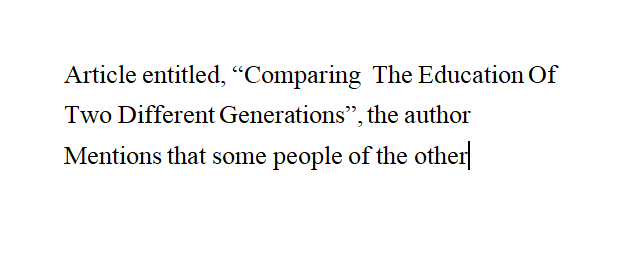 Article entitled, “Comparing  The Education Of
Two Different Generations”, the author
Mentions that some people of the other